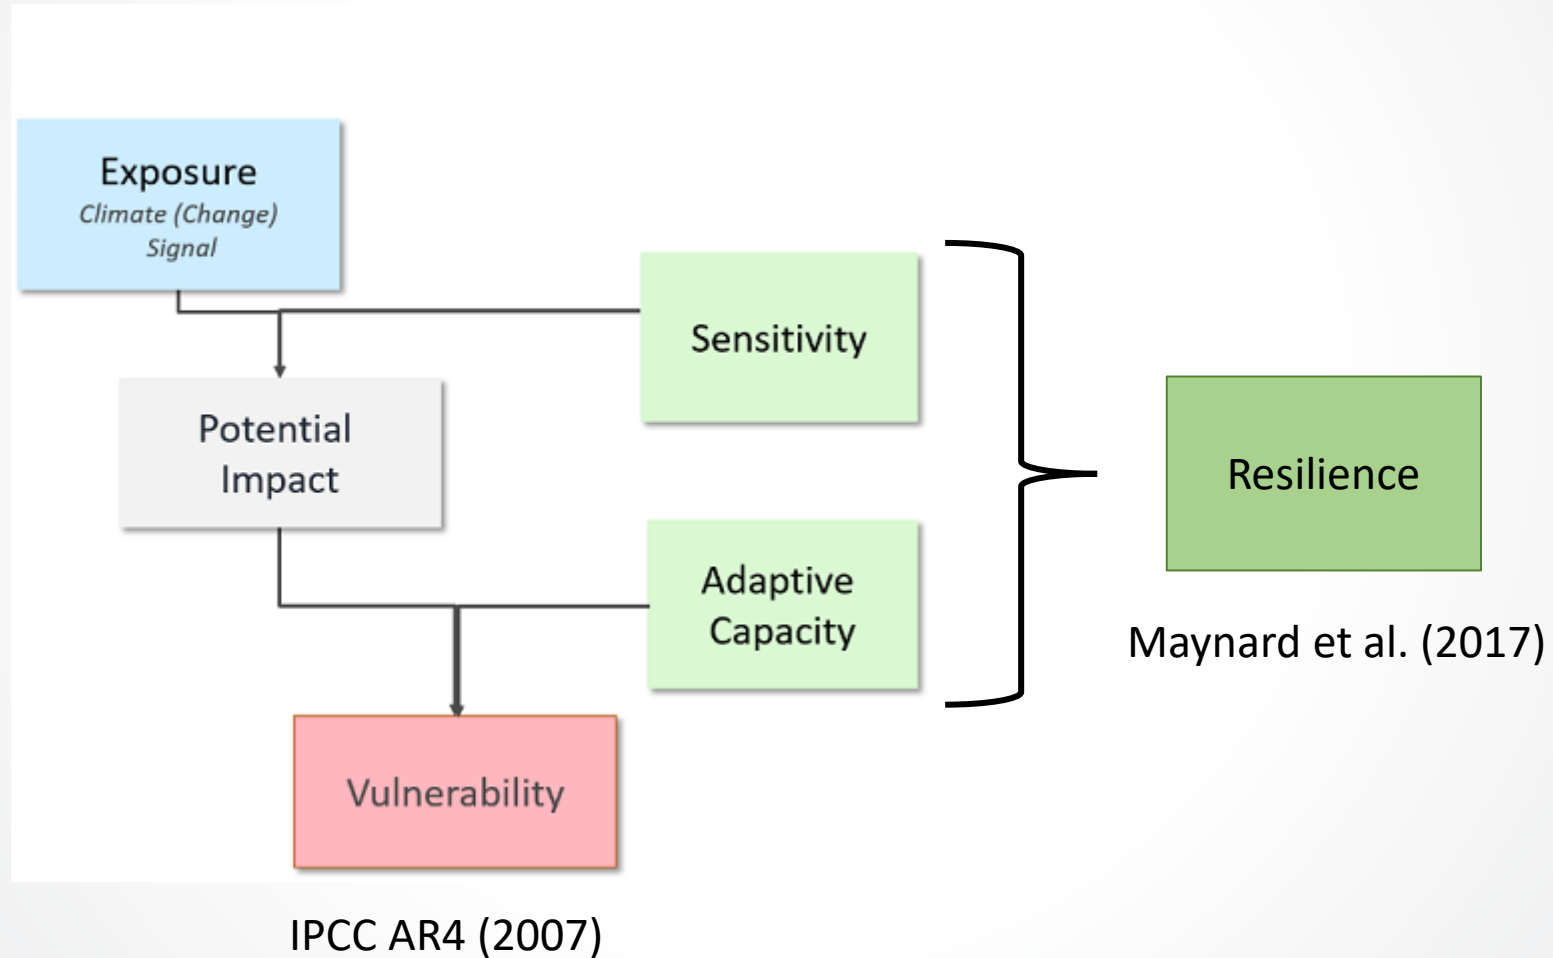 Exposure
Climate (Change)
Signal
Sensitivity
Potential
Impact
Adaptive
Capacity
Vulnerability
IPCC AR4 (2007)
Resilience
Maynard et al. (2017)